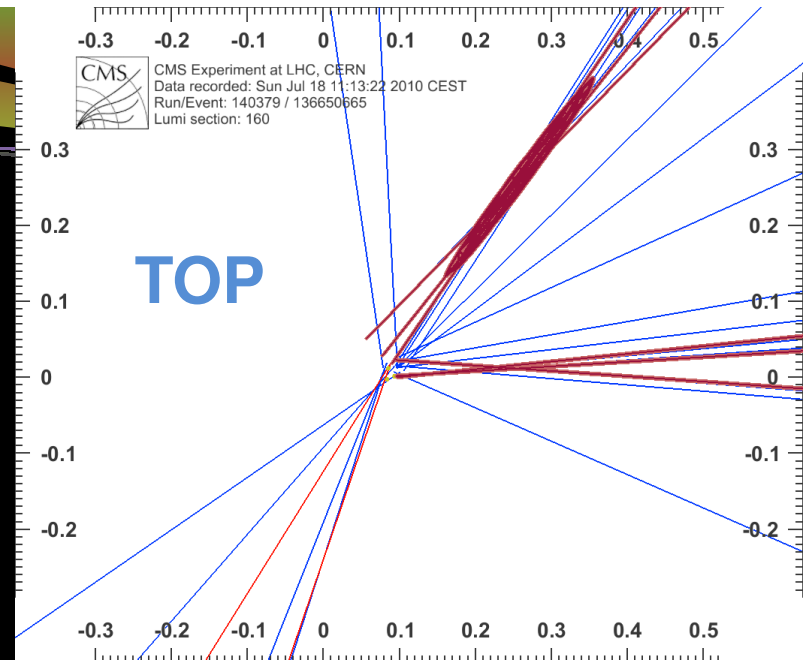 -0.3 -0.2 -0.1 0 0.1 0.2 0.3 0.4 0.5
CMS
CMS Experiment at LHC, CERN
Data recorded: Sun Jul 18 11:13:22 2010 CEST
Run/Event: 140379 / 136650665
Lumi section: 160
0.3 0.3
0.2 0.2
TOP
0.1 0.1
0 0
-0.1 -0.1
-0.2 -0.2
-0.3 -0.2 -0.1 0 0.1 0.2 0.3 0.4 0.5